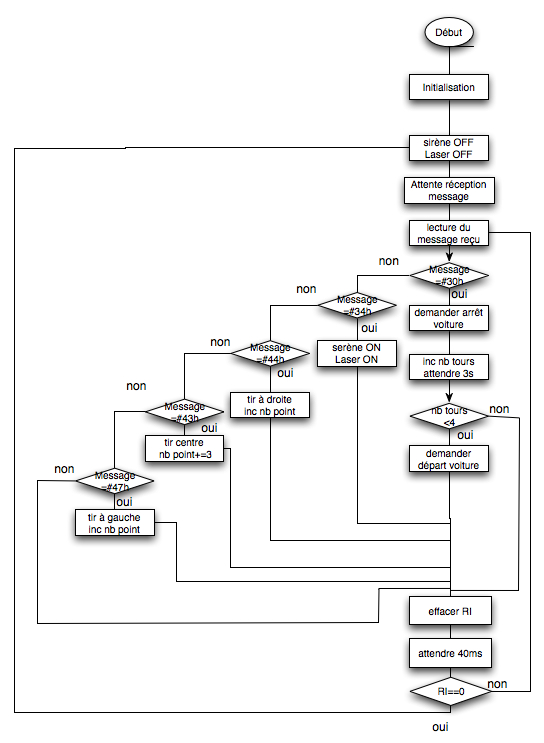 Début
Initialisation
sirène OFF
Laser OFF
Attente réception
message
lecture du
message reçu
non
Message
=#30h
oui
non
Message
=#34h
oui
demander arrêt
voiture
non
Message
=#44h
oui
serène ON
Laser ON
inc nb tours
attendre 3s
non
Message
=#43h
oui
tir à droite
inc nb point
nb tours
<4
non
oui
tir centre
nb point+=3
demander
départ voiture
non
Message
=#47h
oui
tir à gauche
inc nb point
effacer RI
attendre 40ms
RI==0
non
oui